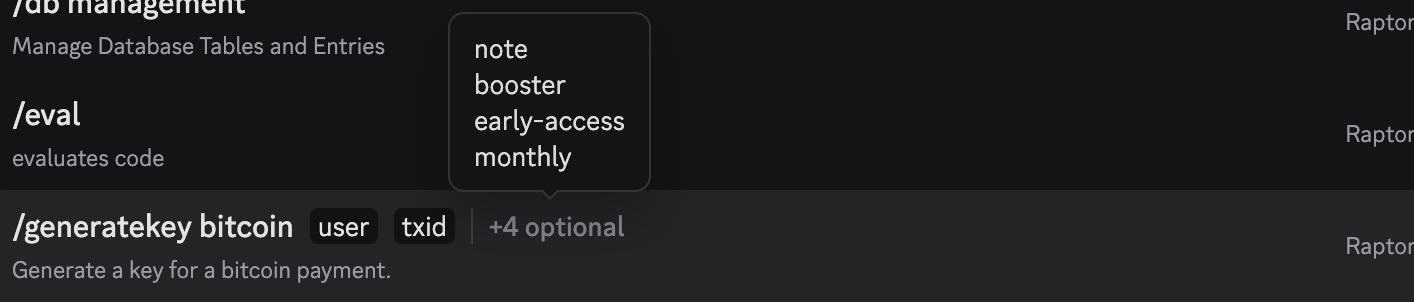 /db management
Manage Database Tables and Entries
Raptor
note
booster
early-access
monthly
/eval
evaluates code
Raptor
/generatekey bitcoin user txid +4 optional
Generate a key for a bitcoin payment.
Raptor